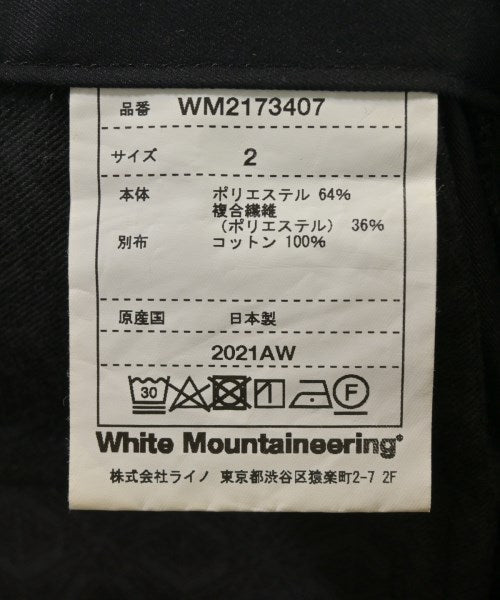 品番 WM2173407
サイズ 2
本体 ポリエステル 64%
複合繊維
(ポリエステル) 36%
別布 コットン 100%
原産国 日本製
2021AW
30 F
White Mountaineering®
株式会社ライノ 東京都渋谷区猿楽町2-7 2F